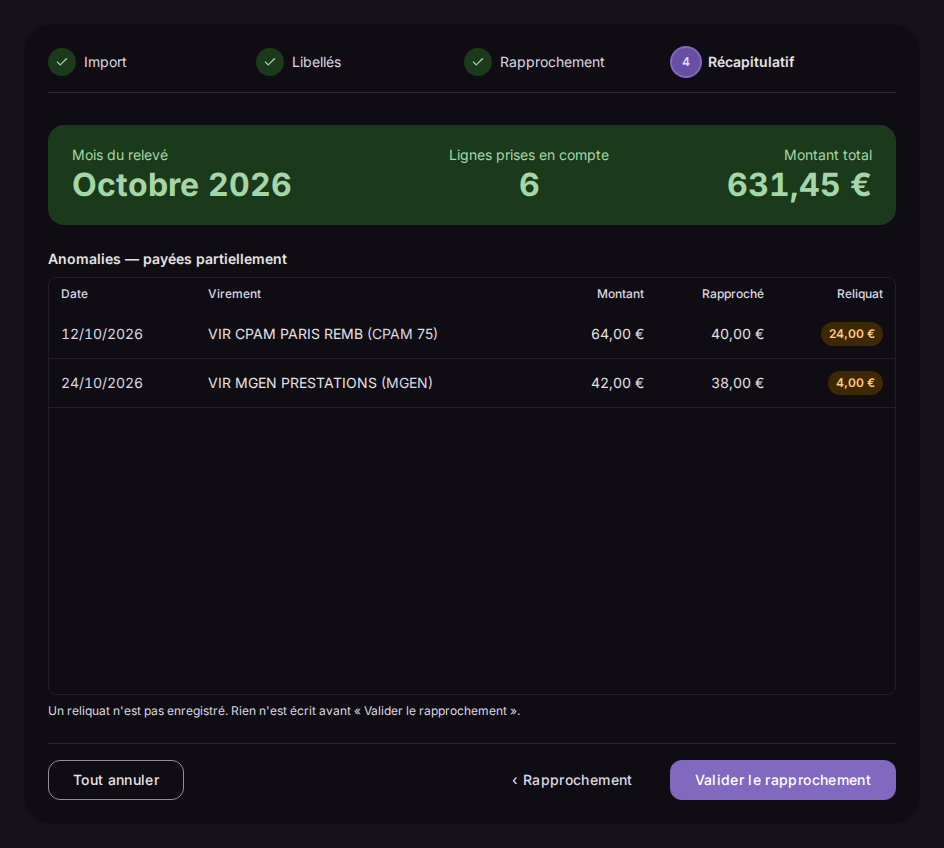 Import
Libellés
Rapprochement
4 Récapitulatif
Mois du relevé
Octobre 2026
Lignes prises en compte
6
Montant total
631,45 €
Anomalies — payées partiellement
Date Virement Montant Rapproché Reliquat
12/10/2026 VIR CPAM PARIS REMB (CPAM 75) 64,00 € 40,00 € 24,00 €
24/10/2026 VIR MGEN PRESTATIONS (MGEN) 42,00 € 38,00 € 4,00 €
Un reliquat n'est pas enregistré. Rien n'est écrit avant « Valider le rapprochement ».
Tout annuler
‹ Rapprochement
Valider le rapprochement